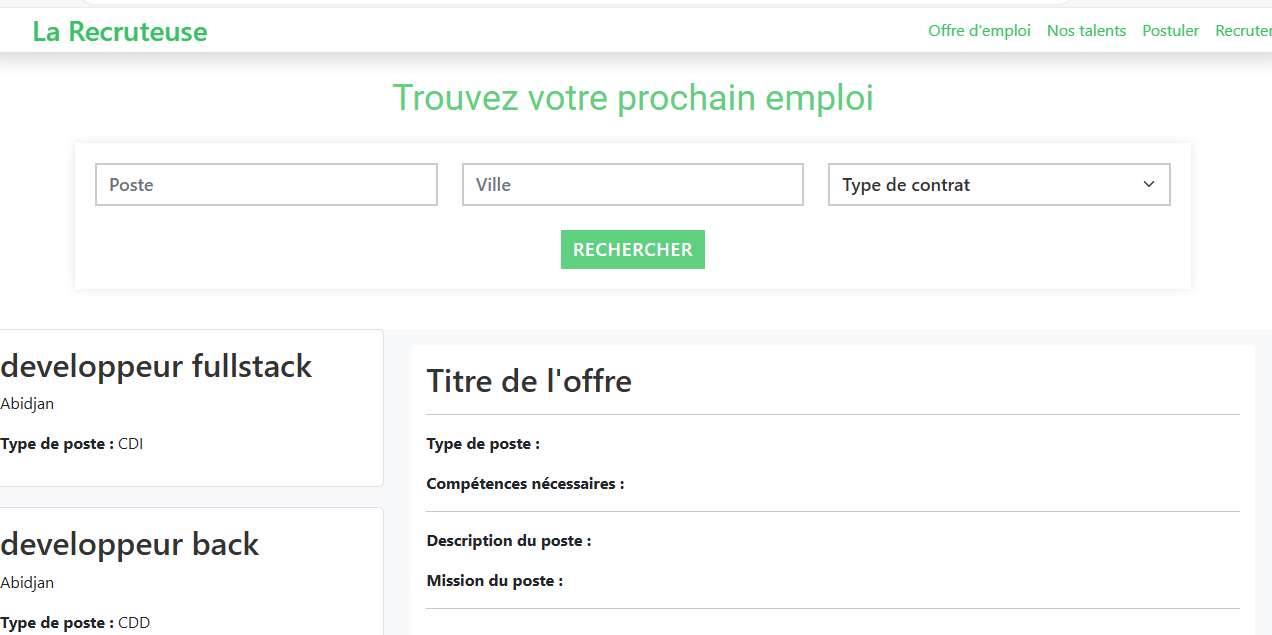 La Recruteuse
Offre d'emploi Nos talents Postuler Recruter
Trouvez votre prochain emploi
Poste
Ville
Type de contrat
RECHERCHER
developpeur fullstack
Abidjan
Type de poste : CDI
developpeur back
Abidjan
Type de poste : CDD
Titre de l'offre
Type de poste :
Compétences nécessaires :
Description du poste :
Mission du poste :